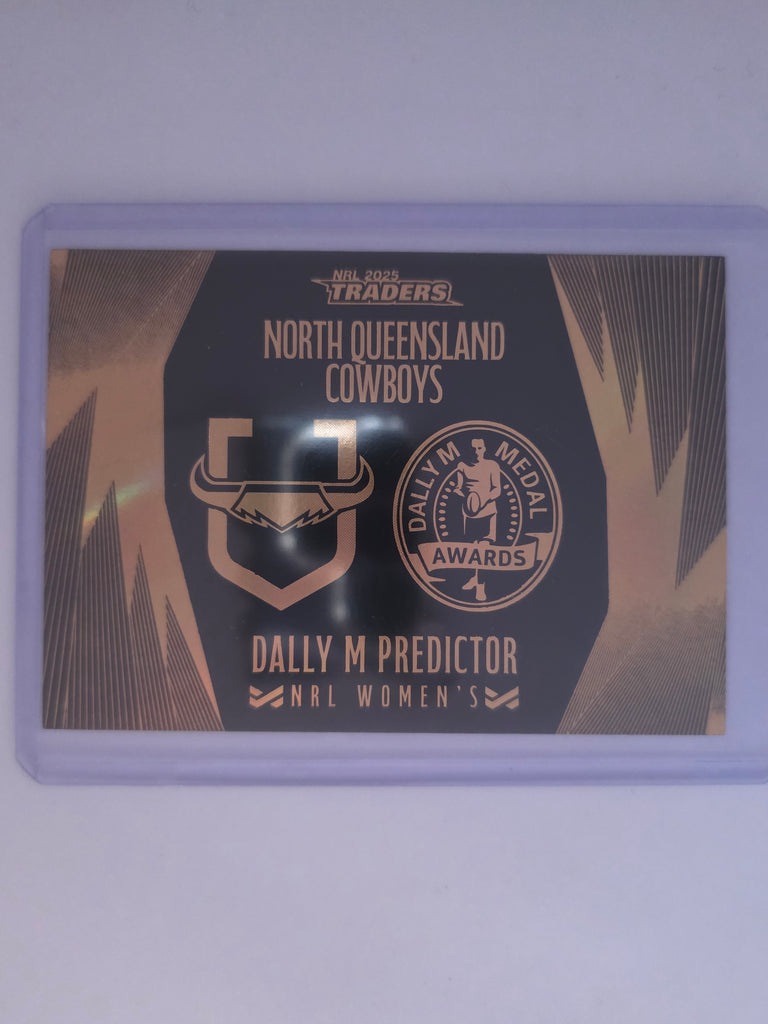 NRL 2025
TRADERS
NORTH QUEENSLAND
COWBOYS
DALLY M MEDAL
AWARDS
DALLY M PREDICTOR
NRL WOMEN'S